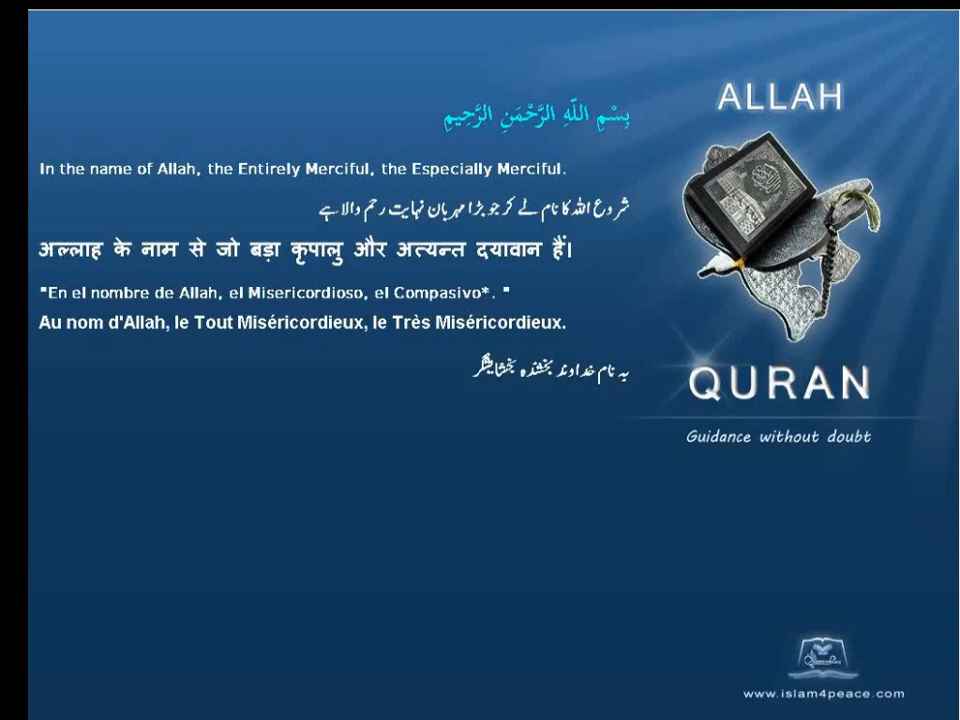 بِسْمِ اللّهِ الرَّحْمَنِ الرَّحِيمِ
In the name of Allah, the Entirely Merciful, the Especially Merciful.
شروع الله کا نام لے کر جو بڑا مہربان نہایت رحم والا ہے
अल्लाह के नाम से जो बड़ा कृपालु और अत्यन्त दयावान हैं।
"En el nombre de Allah, el Misericordioso, el Compasivo*. "
Au nom d'Allah, le Tout Miséricordieux, le Très Miséricordieux.
به نام خداوند بخشنده بخشایشگر
ALLAH
QURAN
Guidance without doubt
www.islam4peace.com